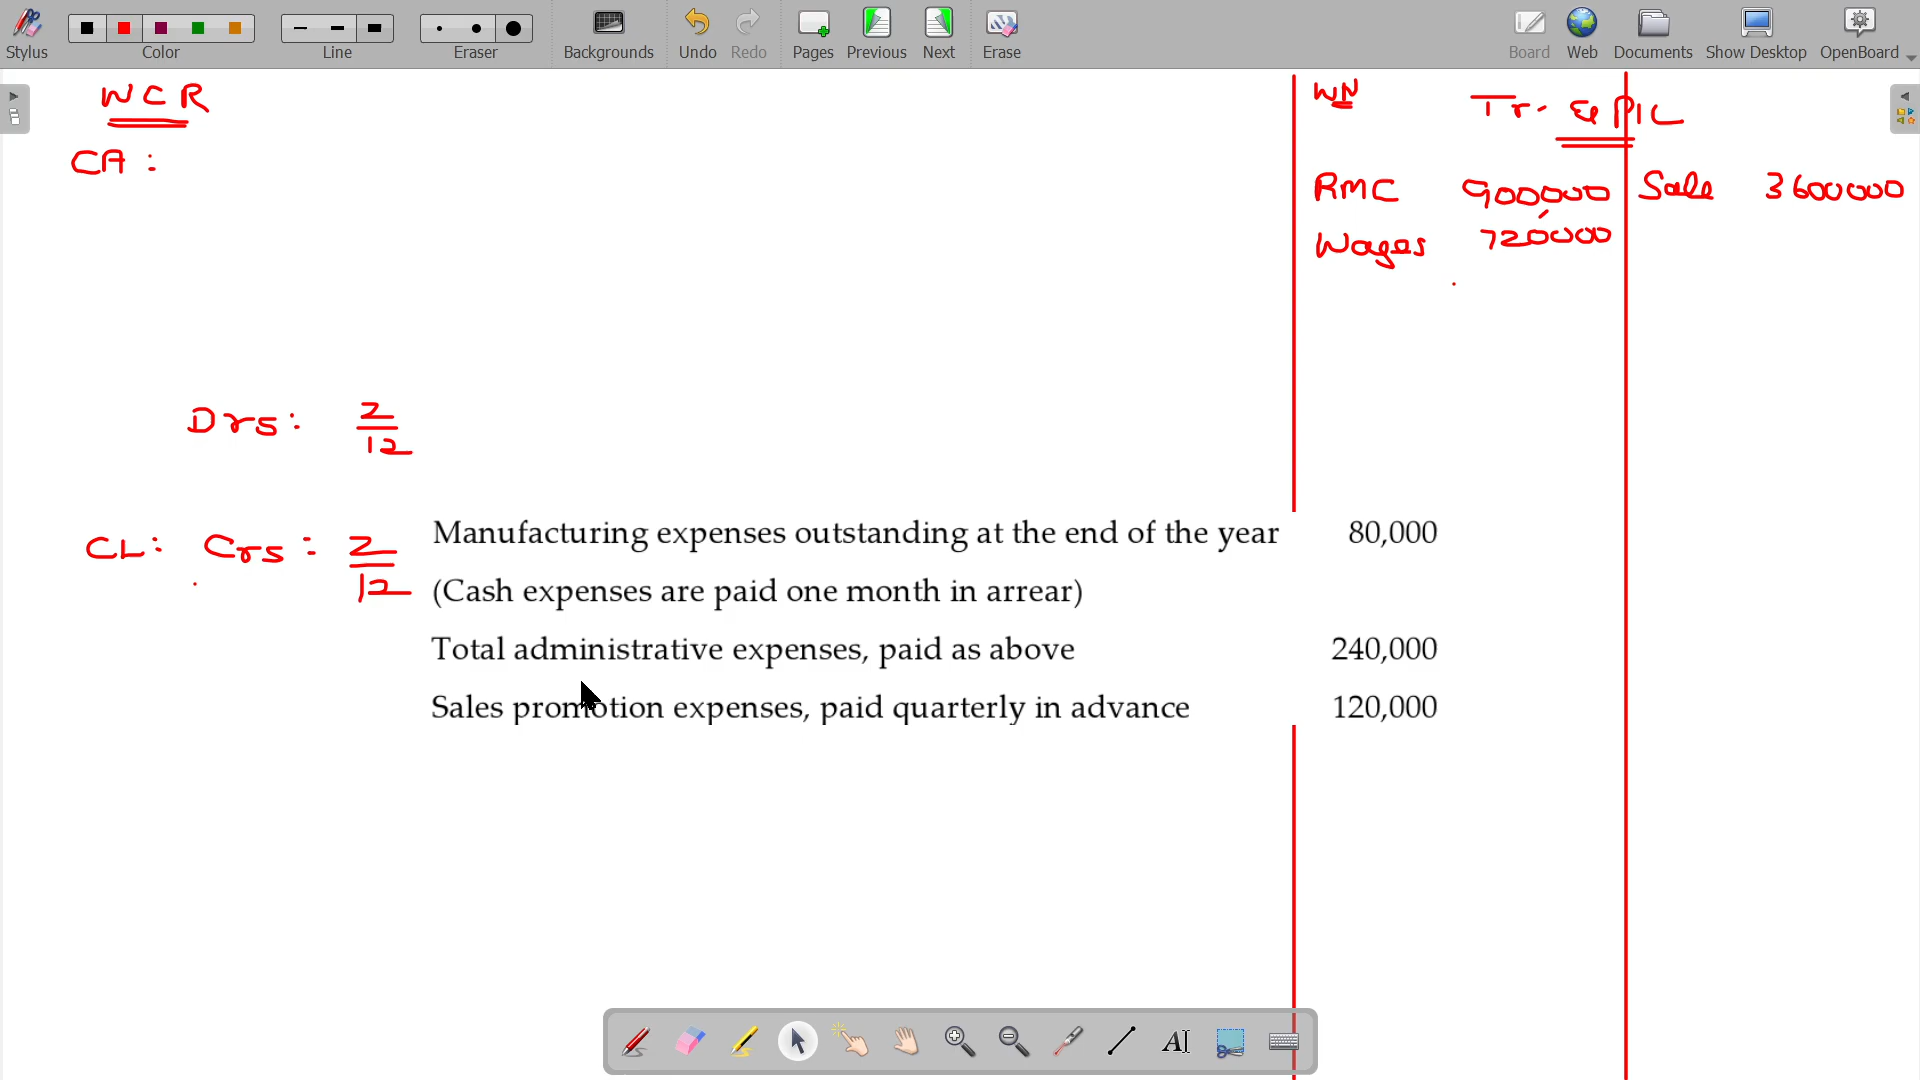 Stylus Color Line Eraser Backgrounds Undo Redo Pages Previous Next Erase Board Web Documents Show Desktop OpenBoard
WCR
CA :
WN
Tr. & P/L
RMC 900000 Sale 3600000
Wages 720000
Drs : 2/12
CL : Crs : 2/12
Manufacturing expenses outstanding at the end of the year 80,000
(Cash expenses are paid one month in arrear)
Total administrative expenses, paid as above 240,000
Sales promotion expenses, paid quarterly in advance 120,000
AI